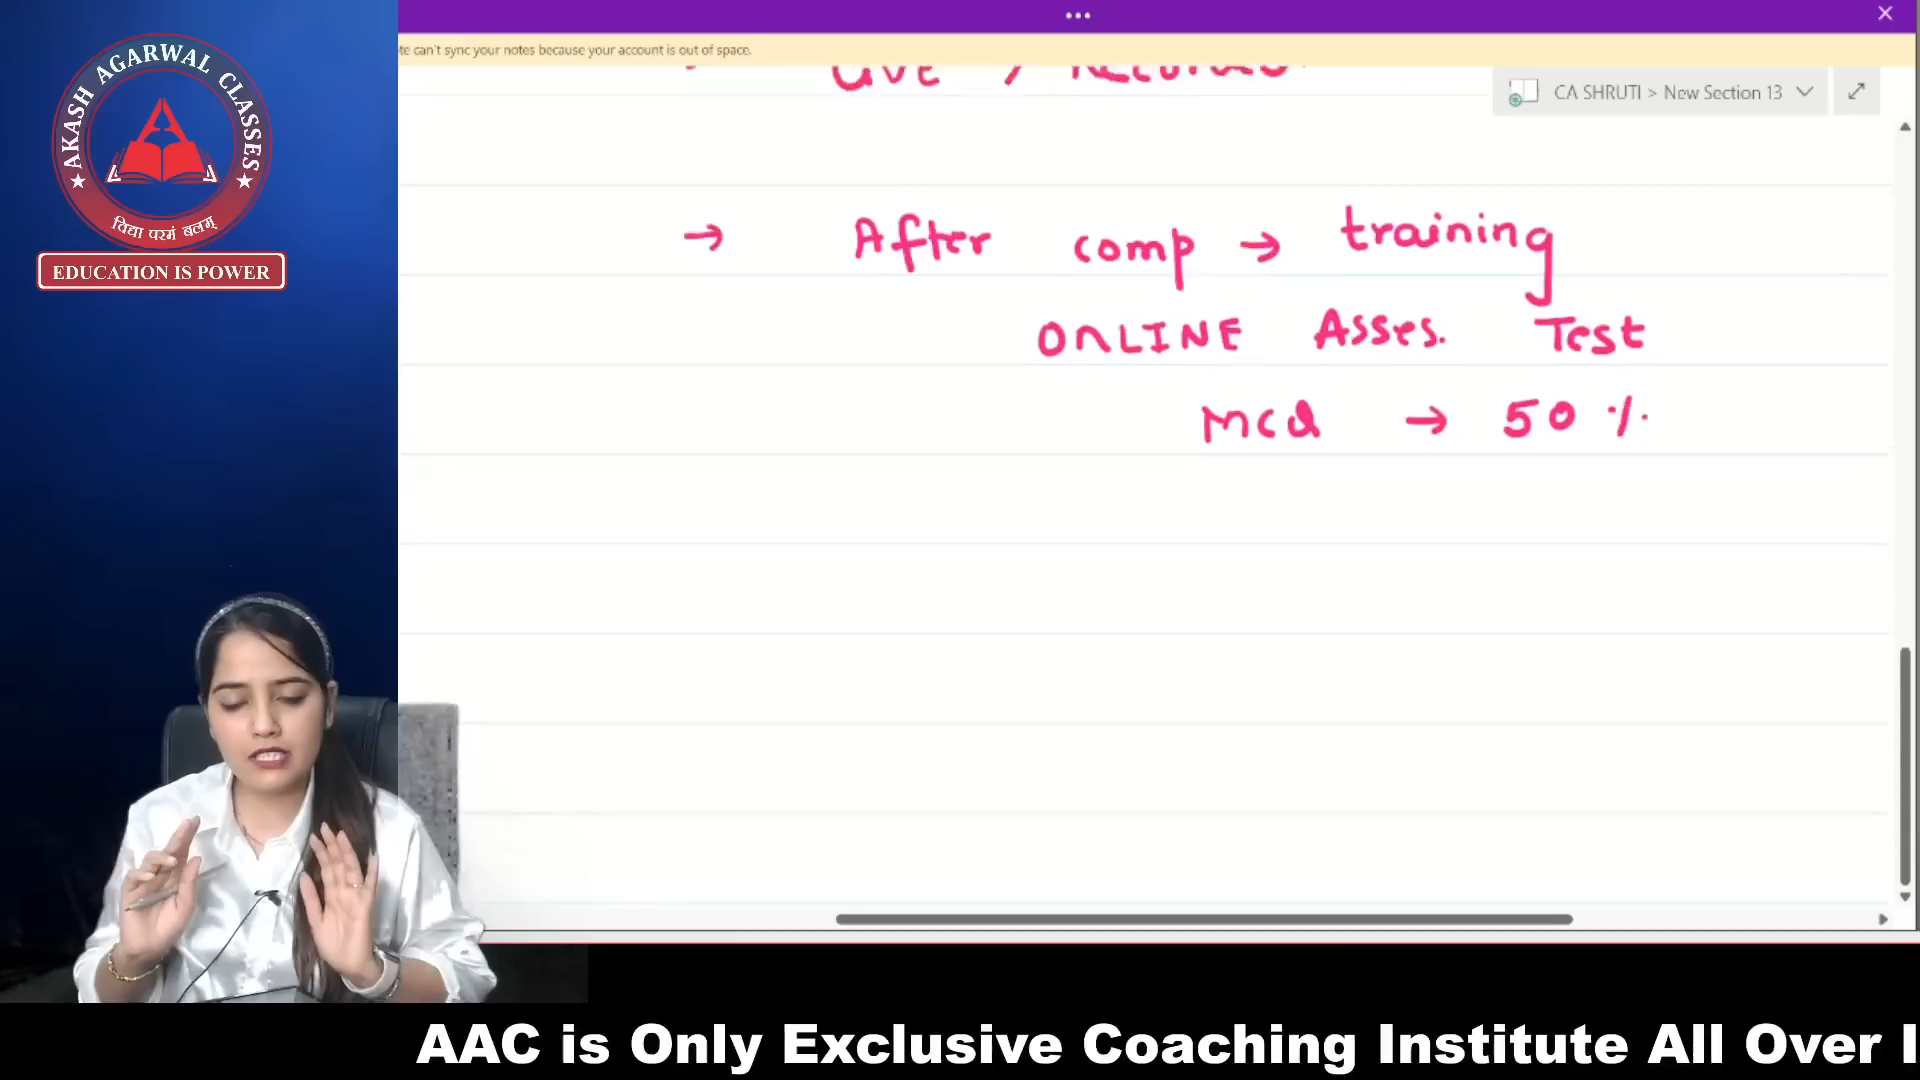 AKASH AGARWAL CLASSES
विद्या परमं बलम्
EDUCATION IS POWER
te can't sync your notes because your account is out of space.
CA SHRUTI > New Section 13
→ After comp → training
ONLINE Asses. Test
MCQ → 50 %
AAC is Only Exclusive Coaching Institute All Over I